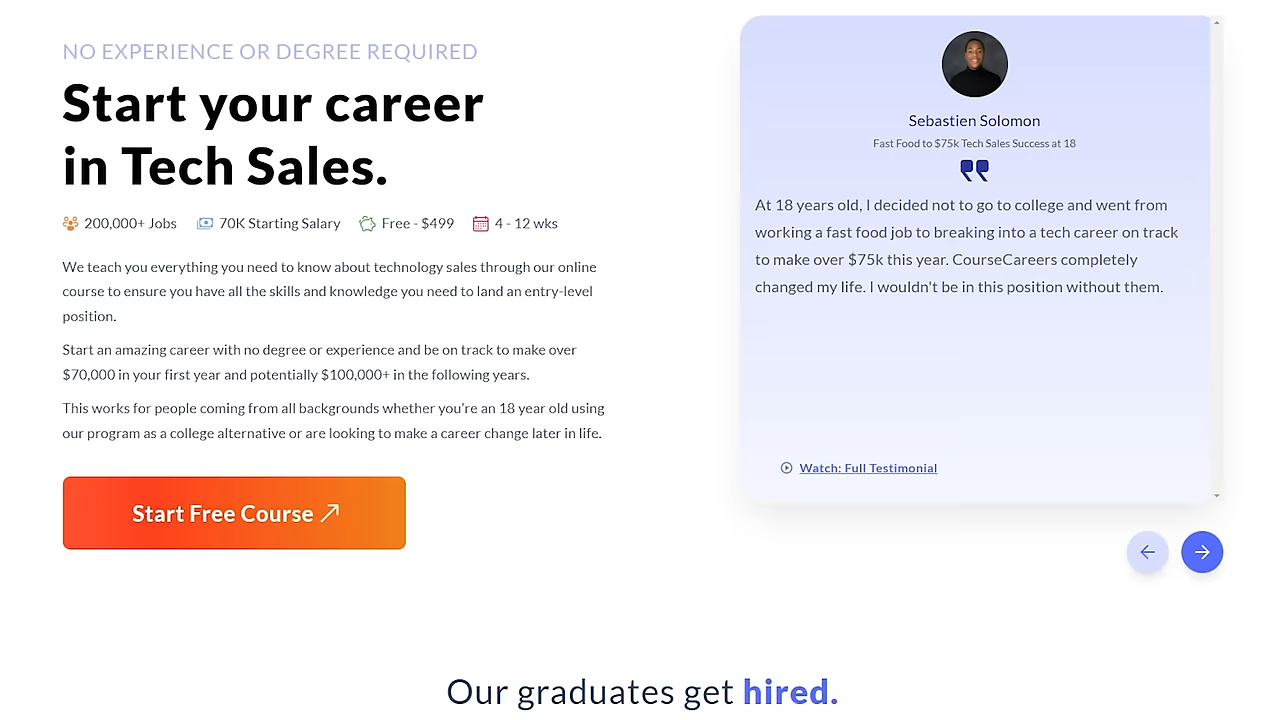 NO EXPERIENCE OR DEGREE REQUIRED
Start your career
in Tech Sales.
200,000+ Jobs 70K Starting Salary Free - $499 4 - 12 wks
We teach you everything you need to know about technology sales through our online
course to ensure you have all the skills and knowledge you need to land an entry-level
position.
Start an amazing career with no degree or experience and be on track to make over
$70,000 in your first year and potentially $100,000+ in the following years.
This works for people coming from all backgrounds whether you're an 18 year old using
our program as a college alternative or are looking to make a career change later in life.
Start Free Course
Sebastien Solomon
Fast Food to $75k Tech Sales Success at 18
At 18 years old, I decided not to go to college and went from
working a fast food job to breaking into a tech career on track
to make over $75k this year. CourseCareers completely
changed my life. I wouldn't be in this position without them.
Watch: Full Testimonial
Our graduates get hired.